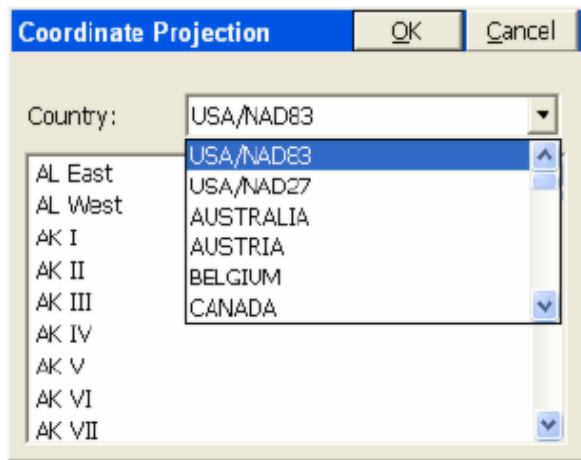 Coordinate Projection OK Cancel
Country: USA/NAD83
USA/NAD83
USA/NAD27
AUSTRALIA
AUSTRIA
BELGIUM
CANADA
AL East
AL West
AK I
AK II
AK III
AK IV
AK V
AK VI
AK VII